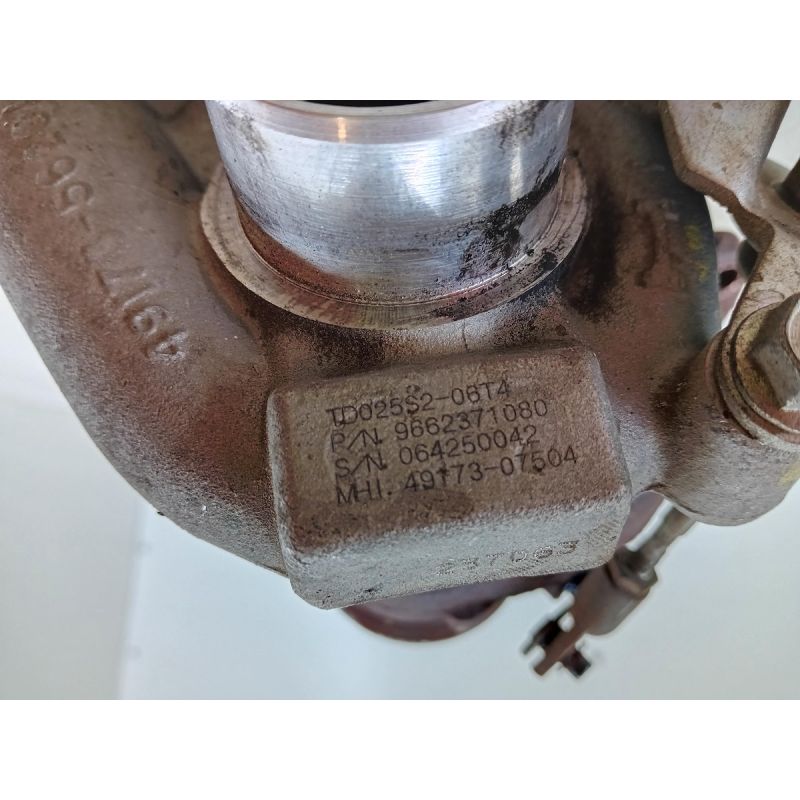 TD025S2-06T4
P/N. 9662371080
S/N. 064250042
MHI. 49173-07504